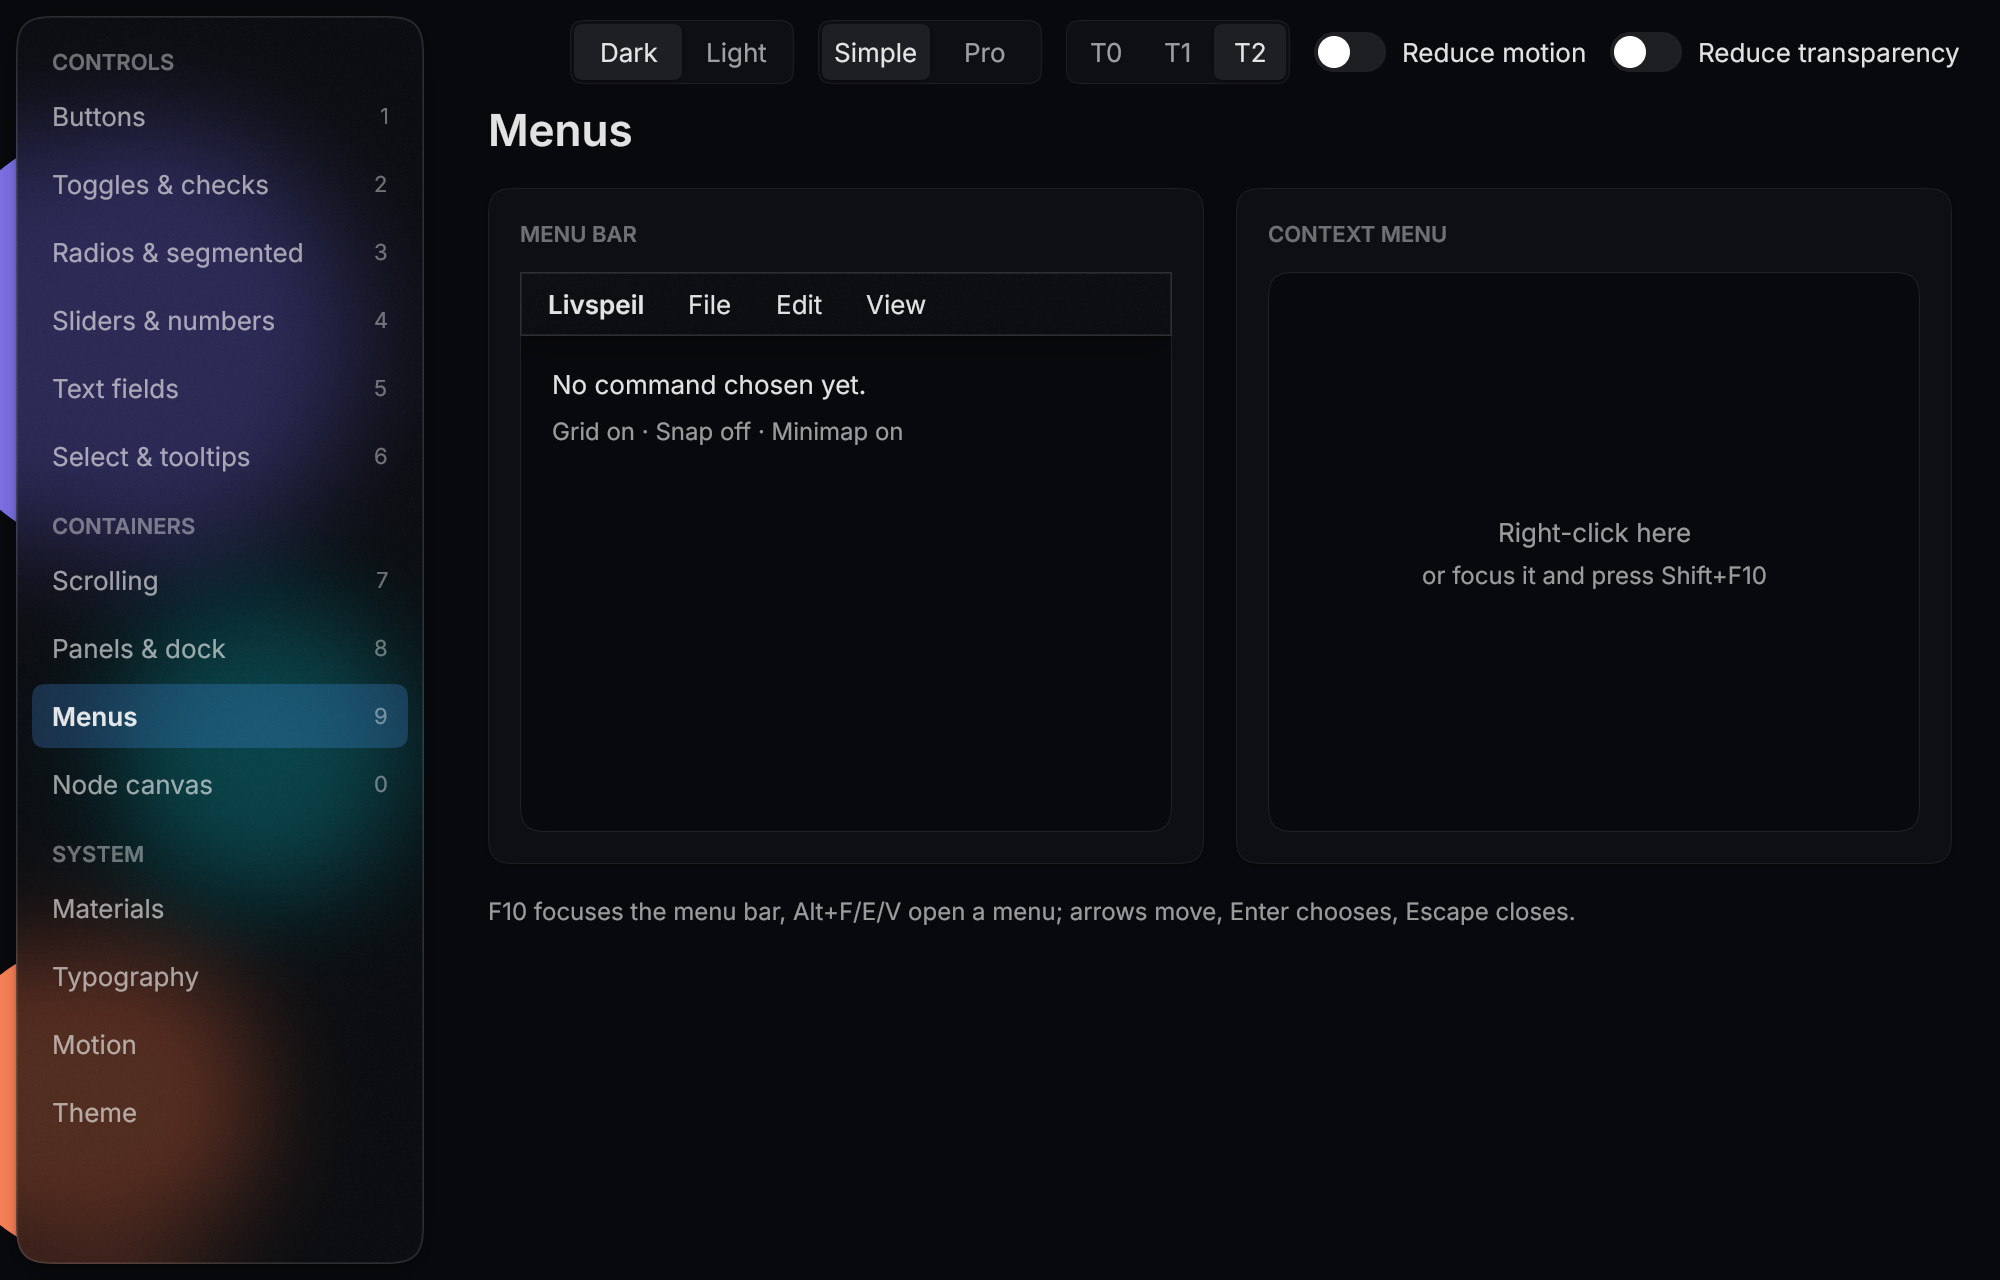 CONTROLS
Buttons 1
Toggles & checks 2
Radios & segmented 3
Sliders & numbers 4
Text fields 5
Select & tooltips 6
CONTAINERS
Scrolling 7
Panels & dock 8
Menus 9
Node canvas 0
SYSTEM
Materials
Typography
Motion
Theme
Dark Light Simple Pro T0 T1 T2 Reduce motion Reduce transparency
Menus
MENU BAR
Livspeil File Edit View
No command chosen yet.
Grid on · Snap off · Minimap on
CONTEXT MENU
Right-click here
or focus it and press Shift+F10
F10 focuses the menu bar, Alt+F/E/V open a menu; arrows move, Enter chooses, Escape closes.